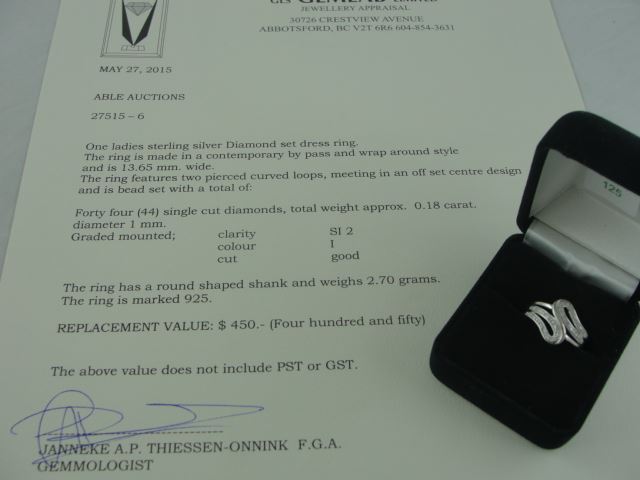 GEMLAB LIMITED
JEWELLERY APPRAISAL
30726 CRESTVIEW AVENUE
ABBOTSFORD, BC V2T 6R6 604-854-3631
MAY 27, 2015
ABLE AUCTIONS
27515 – 6
One ladies sterling silver Diamond set dress ring.
The ring is made in a contemporary by pass and wrap around style
and is 13.65 mm. wide.
The ring features two pierced curved loops, meeting in an off set centre design
and is bead set with a total of:
Forty four (44) single cut diamonds, total weight approx. 0.18 carat.
diameter 1 mm.
Graded mounted; clarity SI 2
colour I
cut good
The ring has a round shaped shank and weighs 2.70 grams.
The ring is marked 925.
REPLACEMENT VALUE: $ 450.- (Four hundred and fifty)
The above value does not include PST or GST.
JANNEKE A.P. THIESSEN-ONNINK F.G.A.
GEMMOLOGIST
125